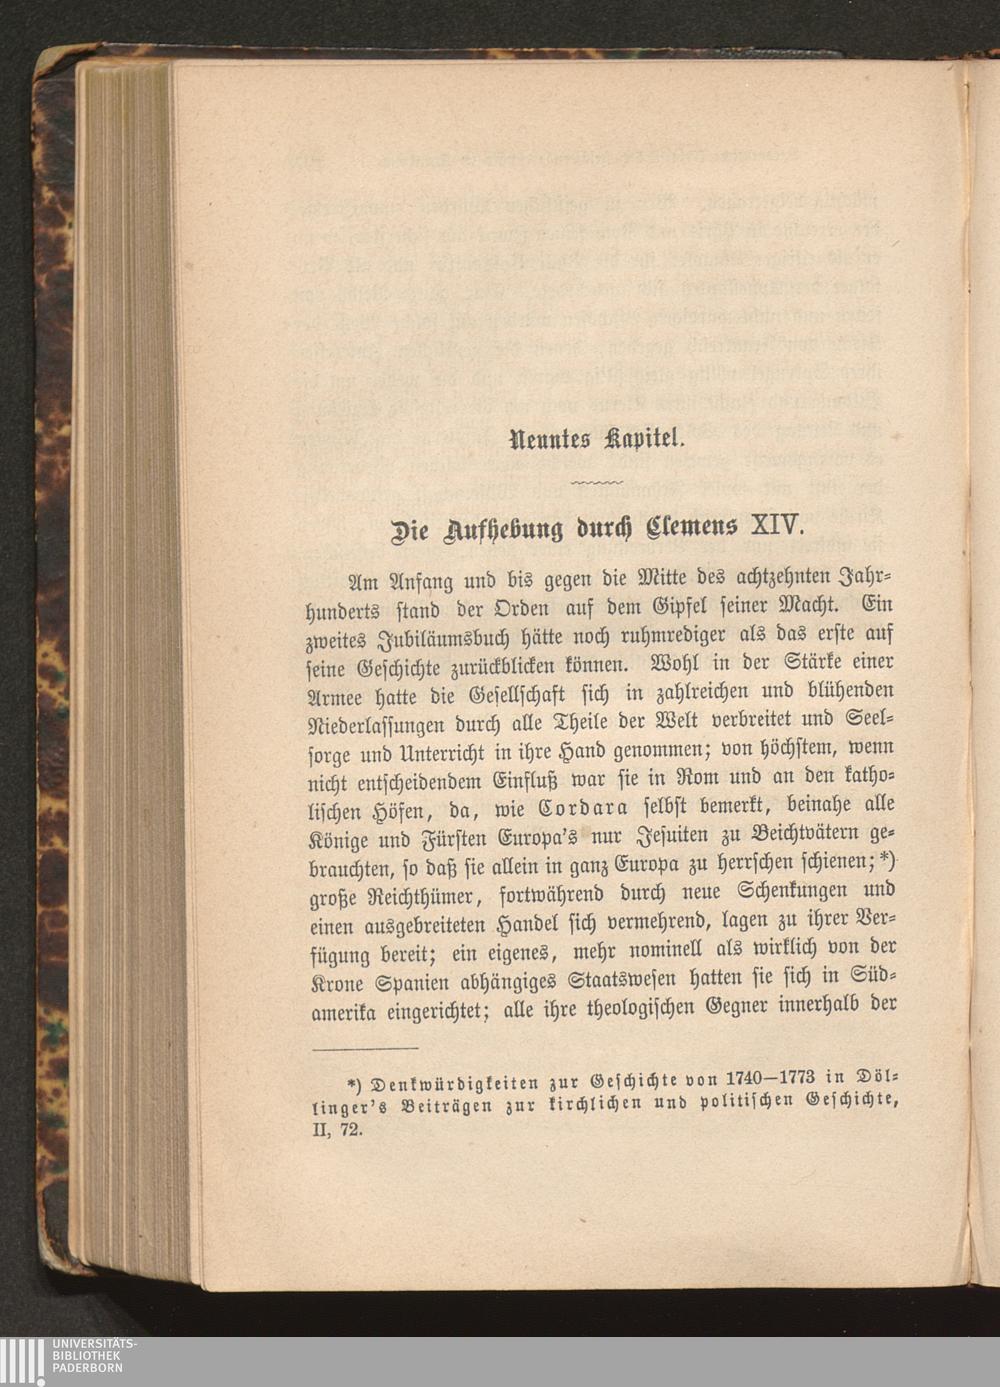 Neuntes Kapitel.
Die Aufhebung durch Clemens XIV.
Am Anfang und bis gegen die Mitte des achtzehnten Jahr-
hunderts stand der Orden auf dem Gipfel seiner Macht. Ein
zweites Jubiläumsbuch hätte noch ruhmrediger als das erste auf
seine Geschichte zurückblicken können. Wohl in der Stärke einer
Armee hatte die Gesellschaft sich in zahlreichen und blühenden
Niederlassungen durch alle Theile der Welt verbreitet und Seel-
sorge und Unterricht in ihre Hand genommen; von höchstem, wenn
nicht entscheidendem Einfluß war sie in Rom und an den katho-
lischen Höfen, da, wie Cordara selbst bemerkt, beinahe alle
Könige und Fürsten Europa's nur Jesuiten zu Beichtvätern ge-
brauchten, so daß sie allein in ganz Europa zu herrschen schienen;*)
große Reichthümer, fortwährend durch neue Schenkungen und
einen ausgebreiteten Handel sich vermehrend, lagen zu ihrer Ver-
fügung bereit; ein eigenes, mehr nominell als wirklich von der
Krone Spanien abhängiges Staatswesen hatten sie sich in Süd-
amerika eingerichtet; alle ihre theologischen Gegner innerhalb der
*) Denkwürdigkeiten zur Geschichte von 1740—1773 in Döl-
linger's Beiträgen zur kirchlichen und politischen Geschichte,
II, 72.
UNIVERSITÄTS-
BIBLIOTHEK
PADERBORN